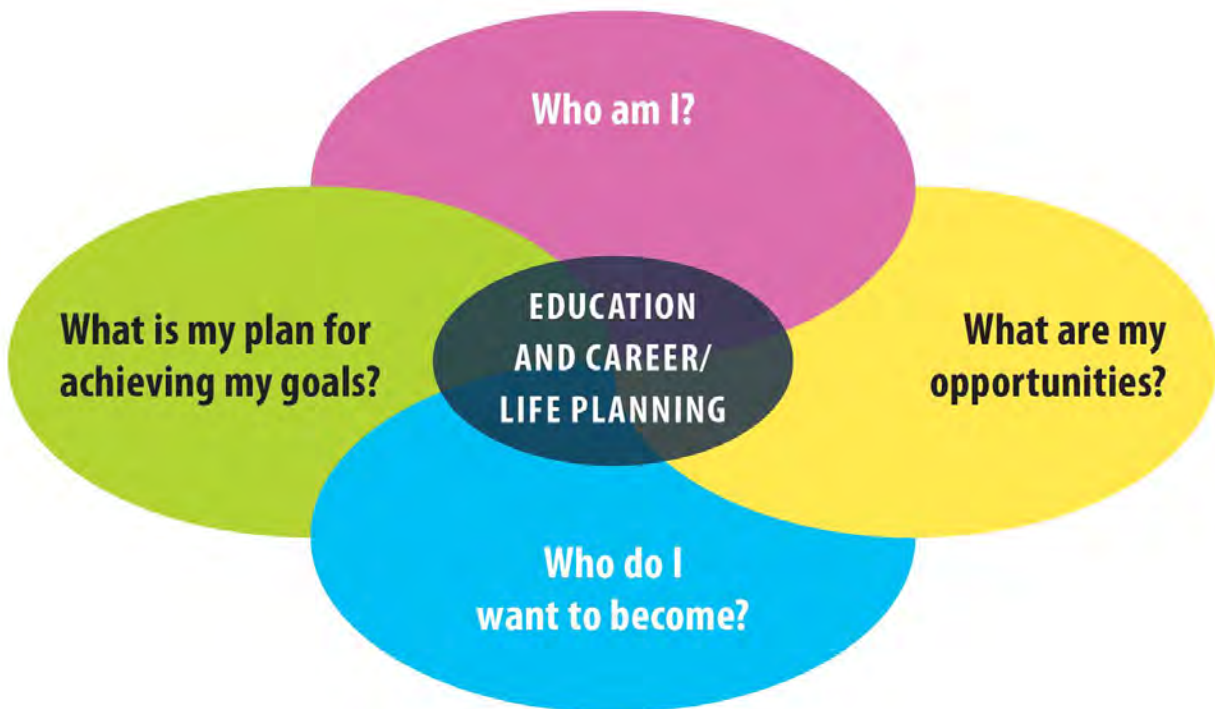 Who am I?
What is my plan for
achieving my goals?
EDUCATION
AND CAREER/
LIFE PLANNING
What are my
opportunities?
Who do I
want to become?